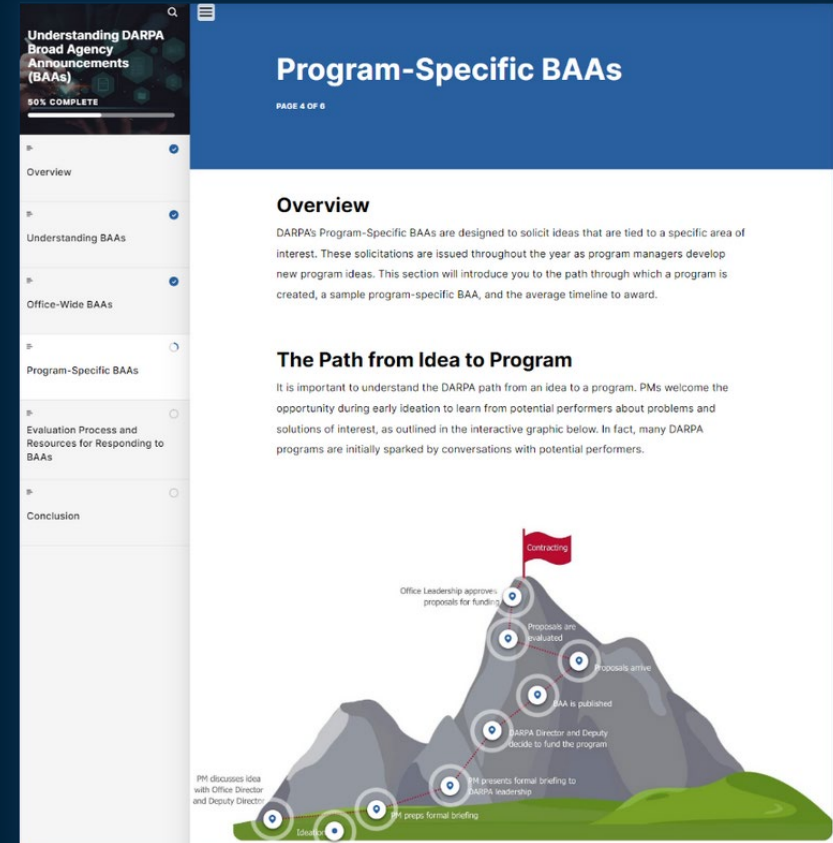 Understanding DARPA
Broad Agency
Announcements
(BAAs)
50% COMPLETE
Overview
Understanding BAAs
Office-Wide BAAs
Program-Specific BAAs
Evaluation Process and
Resources for Responding to
BAAs
Conclusion
Program-Specific BAAs
PAGE 4 OF 6
Overview
DARPA's Program-Specific BAAs are designed to solicit ideas that are tied to a specific area of
interest. These solicitations are issued throughout the year as program managers develop
new program ideas. This section will introduce you to the path through which a program is
created, a sample program-specific BAA, and the average timeline to award.
The Path from Idea to Program
It is important to understand the DARPA path from an idea to a program. PMs welcome the
opportunity during early ideation to learn from potential performers about problems and
solutions of interest, as outlined in the interactive graphic below. In fact, many DARPA
programs are initially sparked by conversations with potential performers.
Contracting
Office Leadership approves
proposals for funding
Proposals are
evaluated
Proposals arrive
BAA is published
DARPA Director and Deputy
decide to fund the program
PM presents formal briefing to
DARPA leadership
PM discusses idea
with Office Director
and Deputy Director
PM preps formal briefing
Ideation